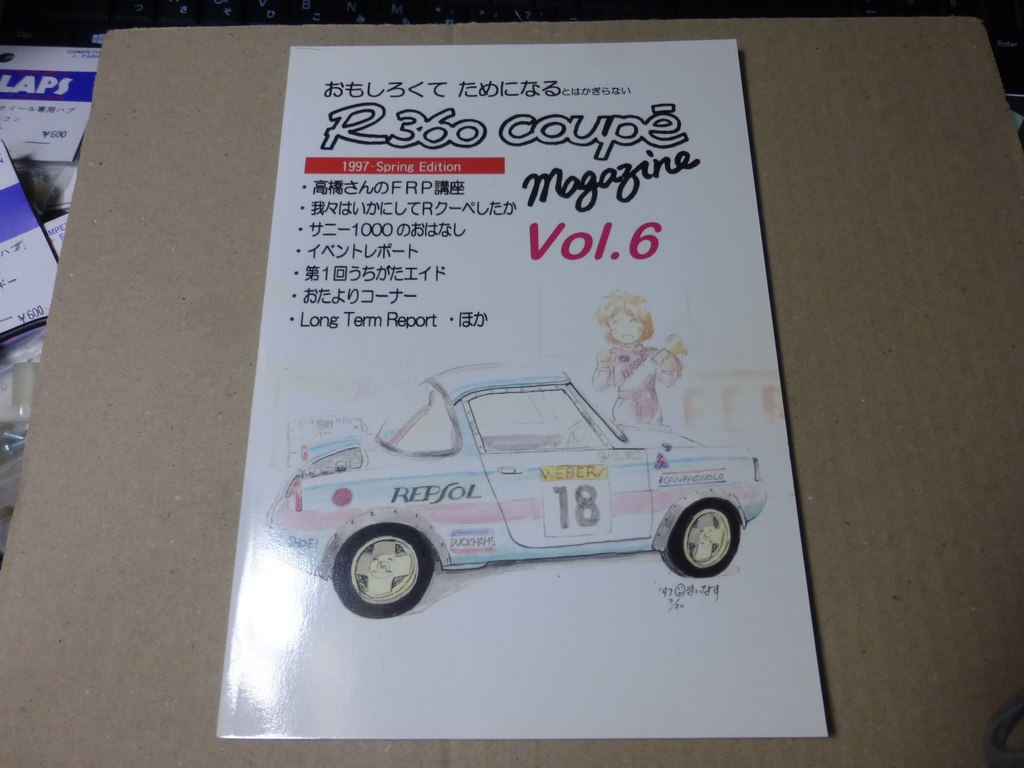 おもしろくて ためになるとはかぎらない
R360 coupé
magazine
1997-Spring Edition
Vol.6
・高橋さんのＦＲＰ講座
・我々はいかにしてＲクーペしたか
・サニー1000 のおはなし
・イベントレポート
・第１回うちがたエイド
・おたよりコーナー
・Long Term Report ・ほか
WEBER
18
REPSOL
CAMPAGNOLO
DUCKHAMS
SHOEI
'97
7/20
LAPS
￥600
￥600
Enter